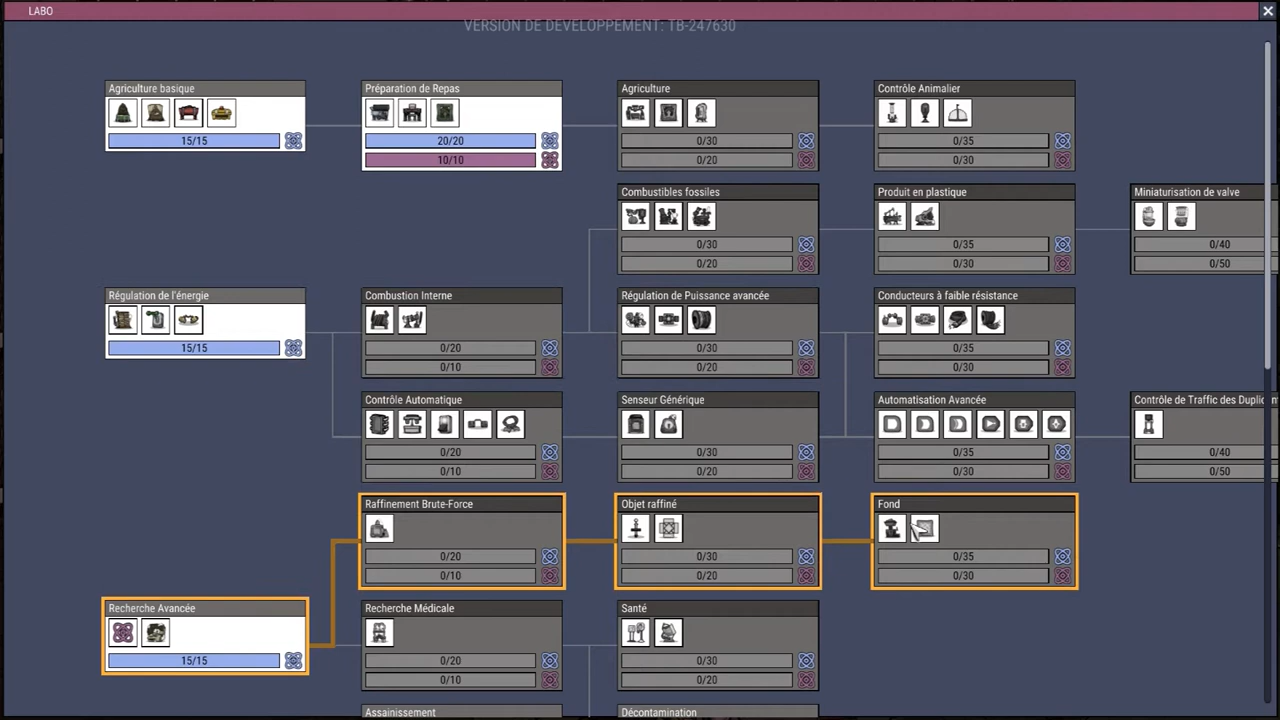 LABO
VERSION DE DEVELOPPEMENT: TB-247630
Agriculture basique
15/15
Préparation de Repas
20/20
10/10
Agriculture
0/30
0/20
Contrôle Animalier
0/35
0/30
Combustibles fossiles
0/30
0/20
Produit en plastique
0/35
0/30
Miniaturisation de valve
0/40
0/50
Régulation de l'énergie
15/15
Combustion Interne
0/20
0/10
Régulation de Puissance avancée
0/30
0/20
Conducteurs à faible résistance
0/35
0/30
Contrôle Automatique
0/20
0/10
Senseur Générique
0/30
0/20
Automatisation Avancée
0/35
0/30
Contrôle de Traffic des Duplicant
0/40
0/50
Raffinement Brute-Force
0/20
0/10
Objet raffiné
0/30
0/20
Fond
0/35
0/30
Recherche Avancée
15/15
Recherche Médicale
0/20
0/10
Santé
0/30
0/20
Assainissement
Décontamination